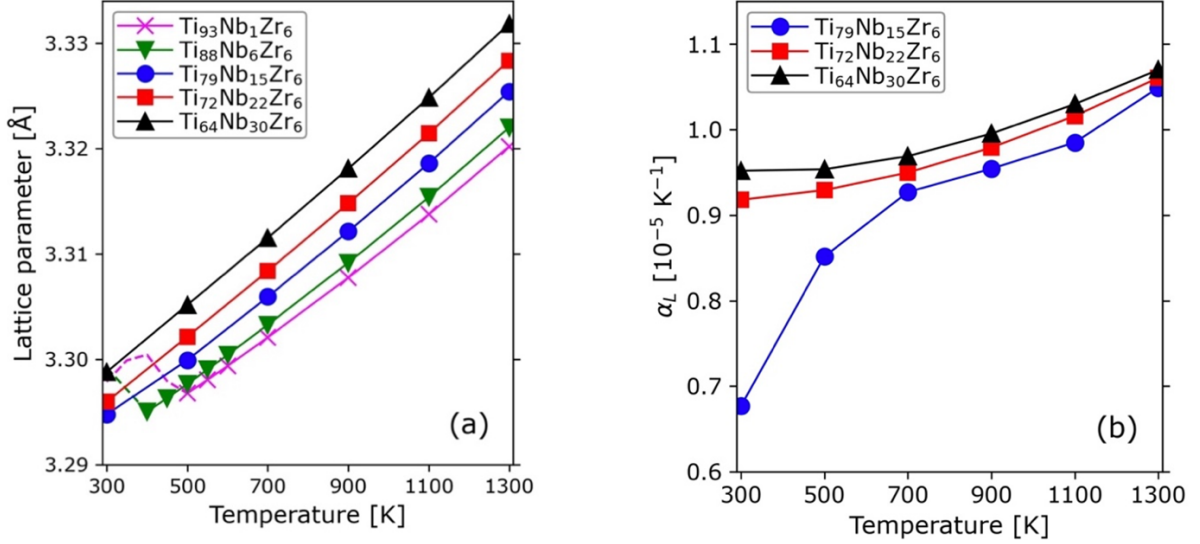 Ti₉₃Nb₁Zr₆
Ti₈₈Nb₆Zr₆
Ti₇₉Nb₁₅Zr₆
Ti₇₂Nb₂₂Zr₆
Ti₆₄Nb₃₀Zr₆
3.33
3.32
3.31
3.30
3.29
Lattice parameter [Å]
(a)
300 500 700 900 1100 1300
Temperature [K]
Ti₇₉Nb₁₅Zr₆
Ti₇₂Nb₂₂Zr₆
Ti₆₄Nb₃₀Zr₆
1.1
1.0
0.9
0.8
0.7
0.6
α_L [10⁻⁵ K⁻¹]
(b)
300 500 700 900 1100 1300
Temperature [K]